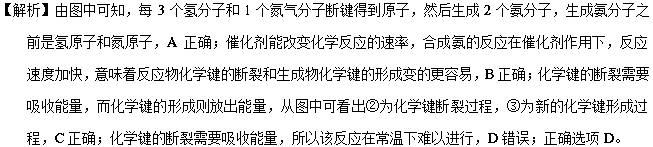 【解析】由图中可知，每 3 个氢分子和 1 个氮气分子断键得到原子，然后生成 2 个氨分子，生成氨分子之
前是氢原子和氮原子，A 正确；催化剂能改变化学反应的速率，合成氨的反应在催化剂作用下，反应
速度加快，意味着反应物化学键的断裂和生成物化学键的形成变的更容易，B 正确；化学键的断裂需要
吸收能量，而化学键的形成则放出能量，从图中可看出②为化学键断裂过程，③为新的化学键形成过
程，C 正确；化学键的断裂需要吸收能量，所以该反应在常温下难以进行，D 错误；正确选项 D。